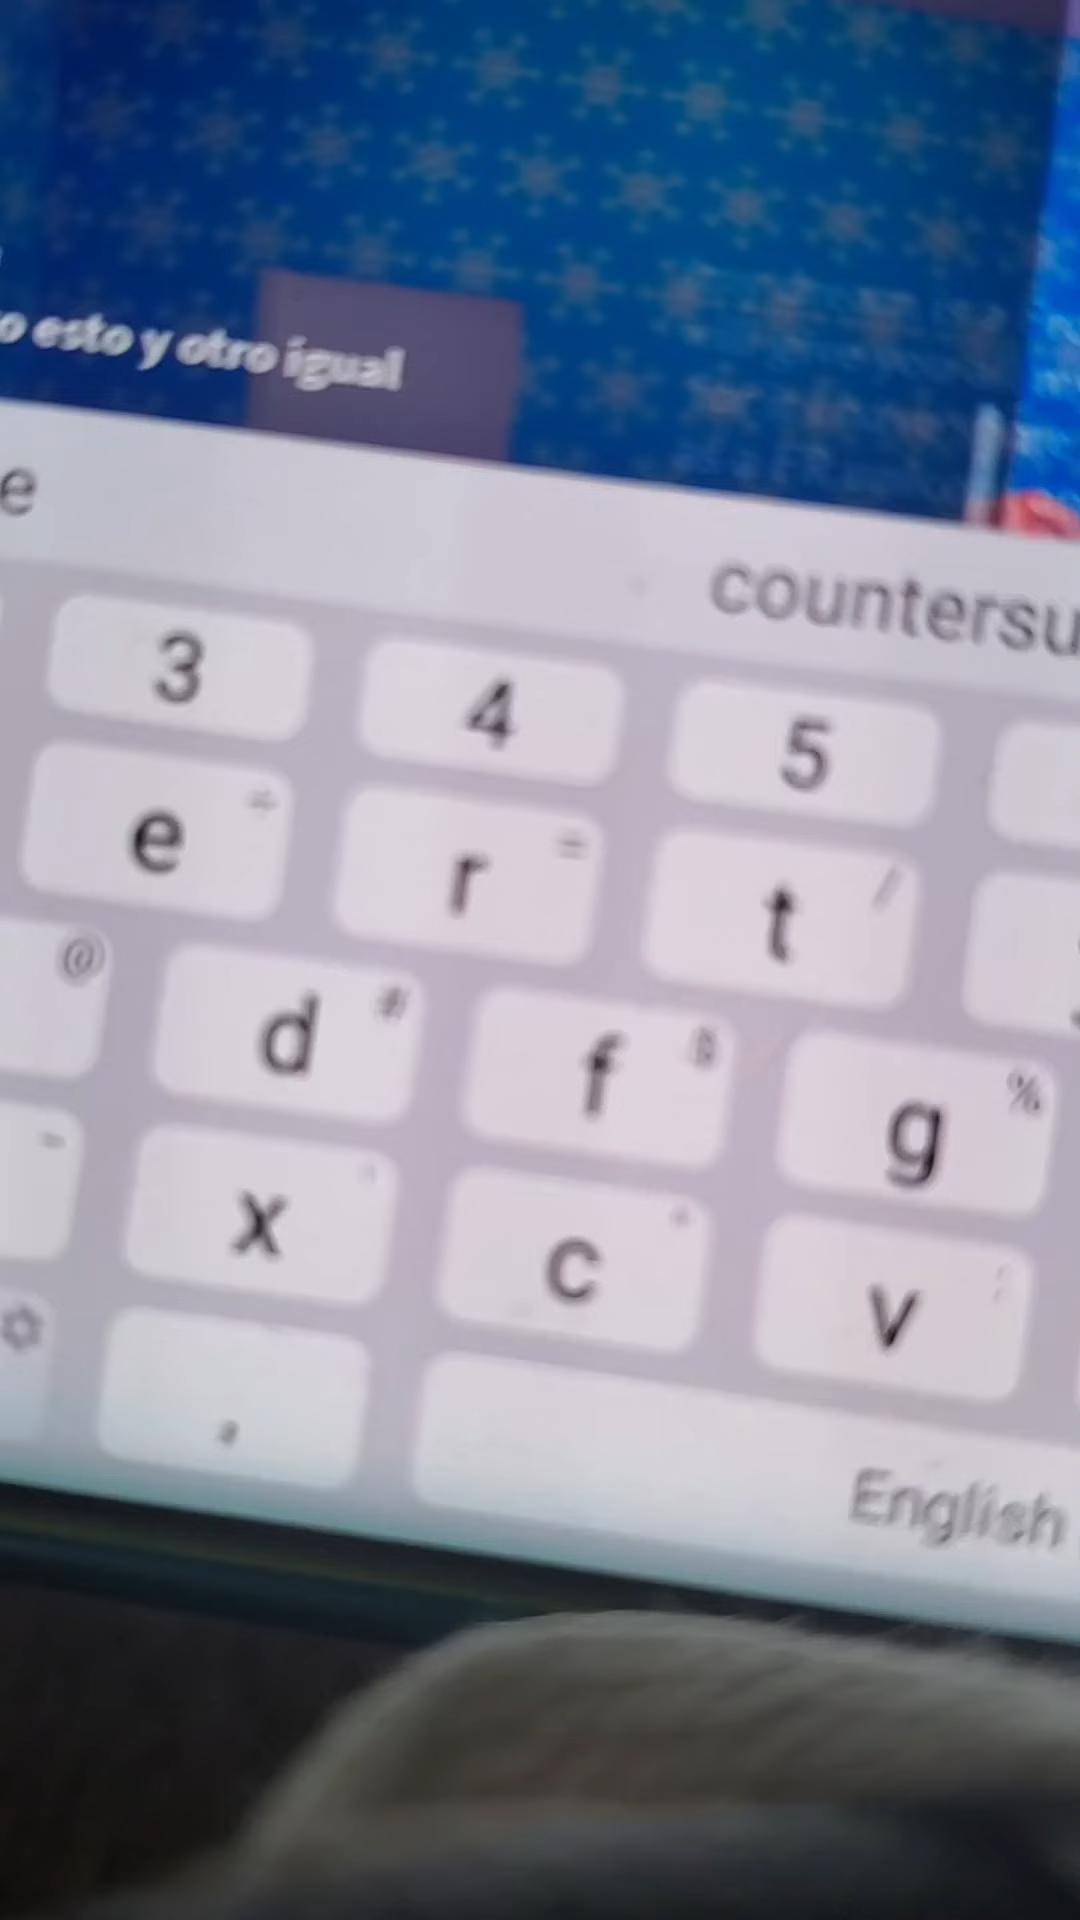 o esto y otro igual
e countersu
3 4 5
e ÷ r = t /
@ d # f $ g %
- x ' c " v :
,
English